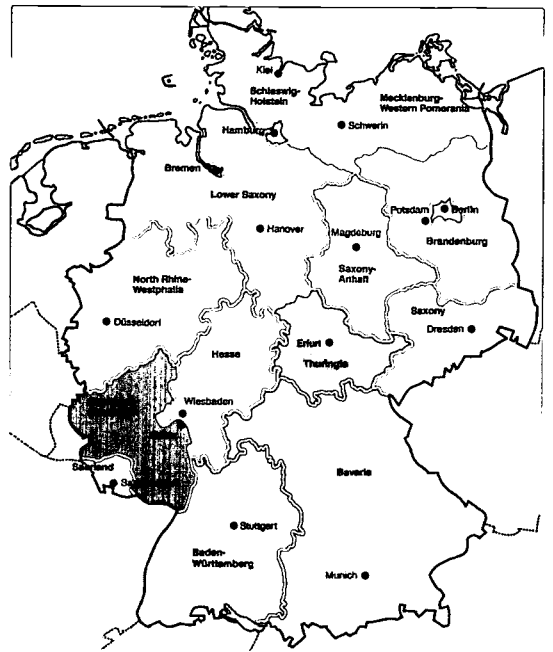 Kiel
Schleswig-
Holstein
Mecklenburg-
Western Pomerania
Hamburg
Schwerin
Bremen
Lower Saxony
Potsdam
Berlin
Hanover
Magdeburg
Brandenburg
Saxony-
Anhalt
North Rhine-
Westphalia
Saxony
Düsseldorf
Dresden
Hesse
Erfurt
Thuringia
Wiesbaden
Saarland
Bavaria
Stuttgart
Baden-
Württemberg
Munich